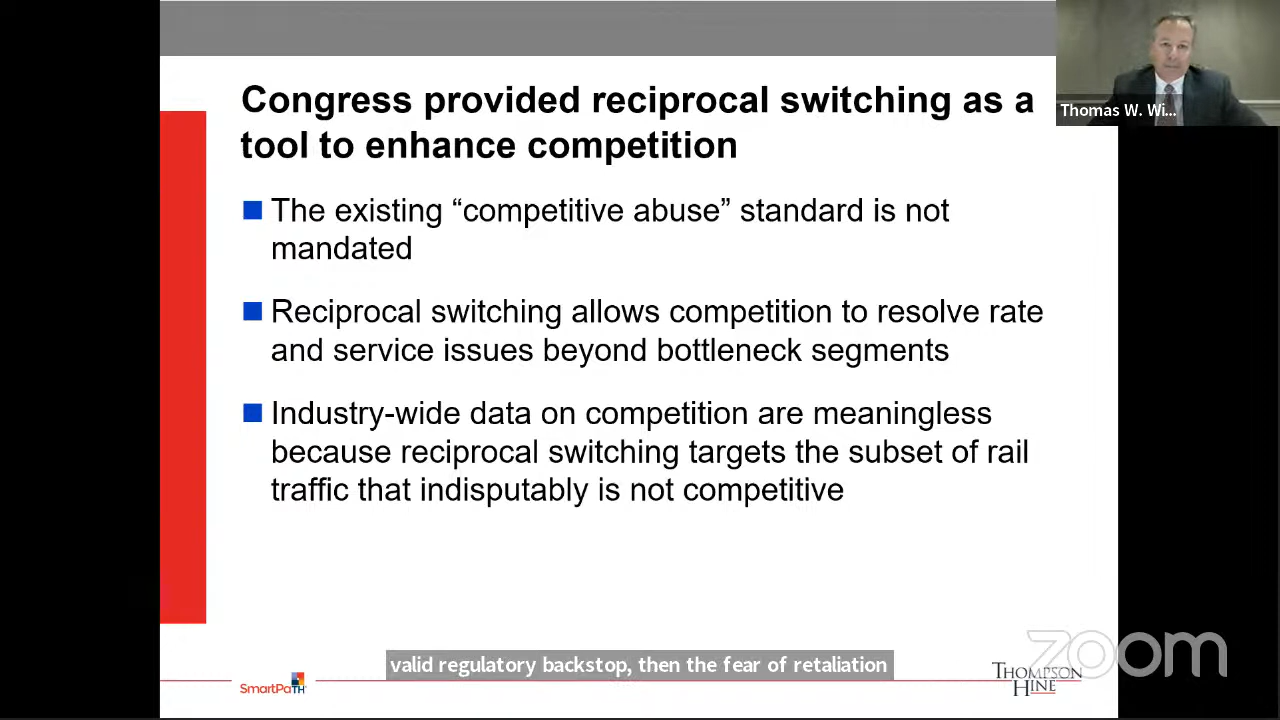 Congress provided reciprocal switching as a
tool to enhance competition
Thomas W. Wi...
The existing “competitive abuse” standard is not
mandated
Reciprocal switching allows competition to resolve rate
and service issues beyond bottleneck segments
Industry-wide data on competition are meaningless
because reciprocal switching targets the subset of rail
traffic that indisputably is not competitive
valid regulatory backstop, then the fear of retaliation
zoom
SmartPaTH
THOMPSON
HINE